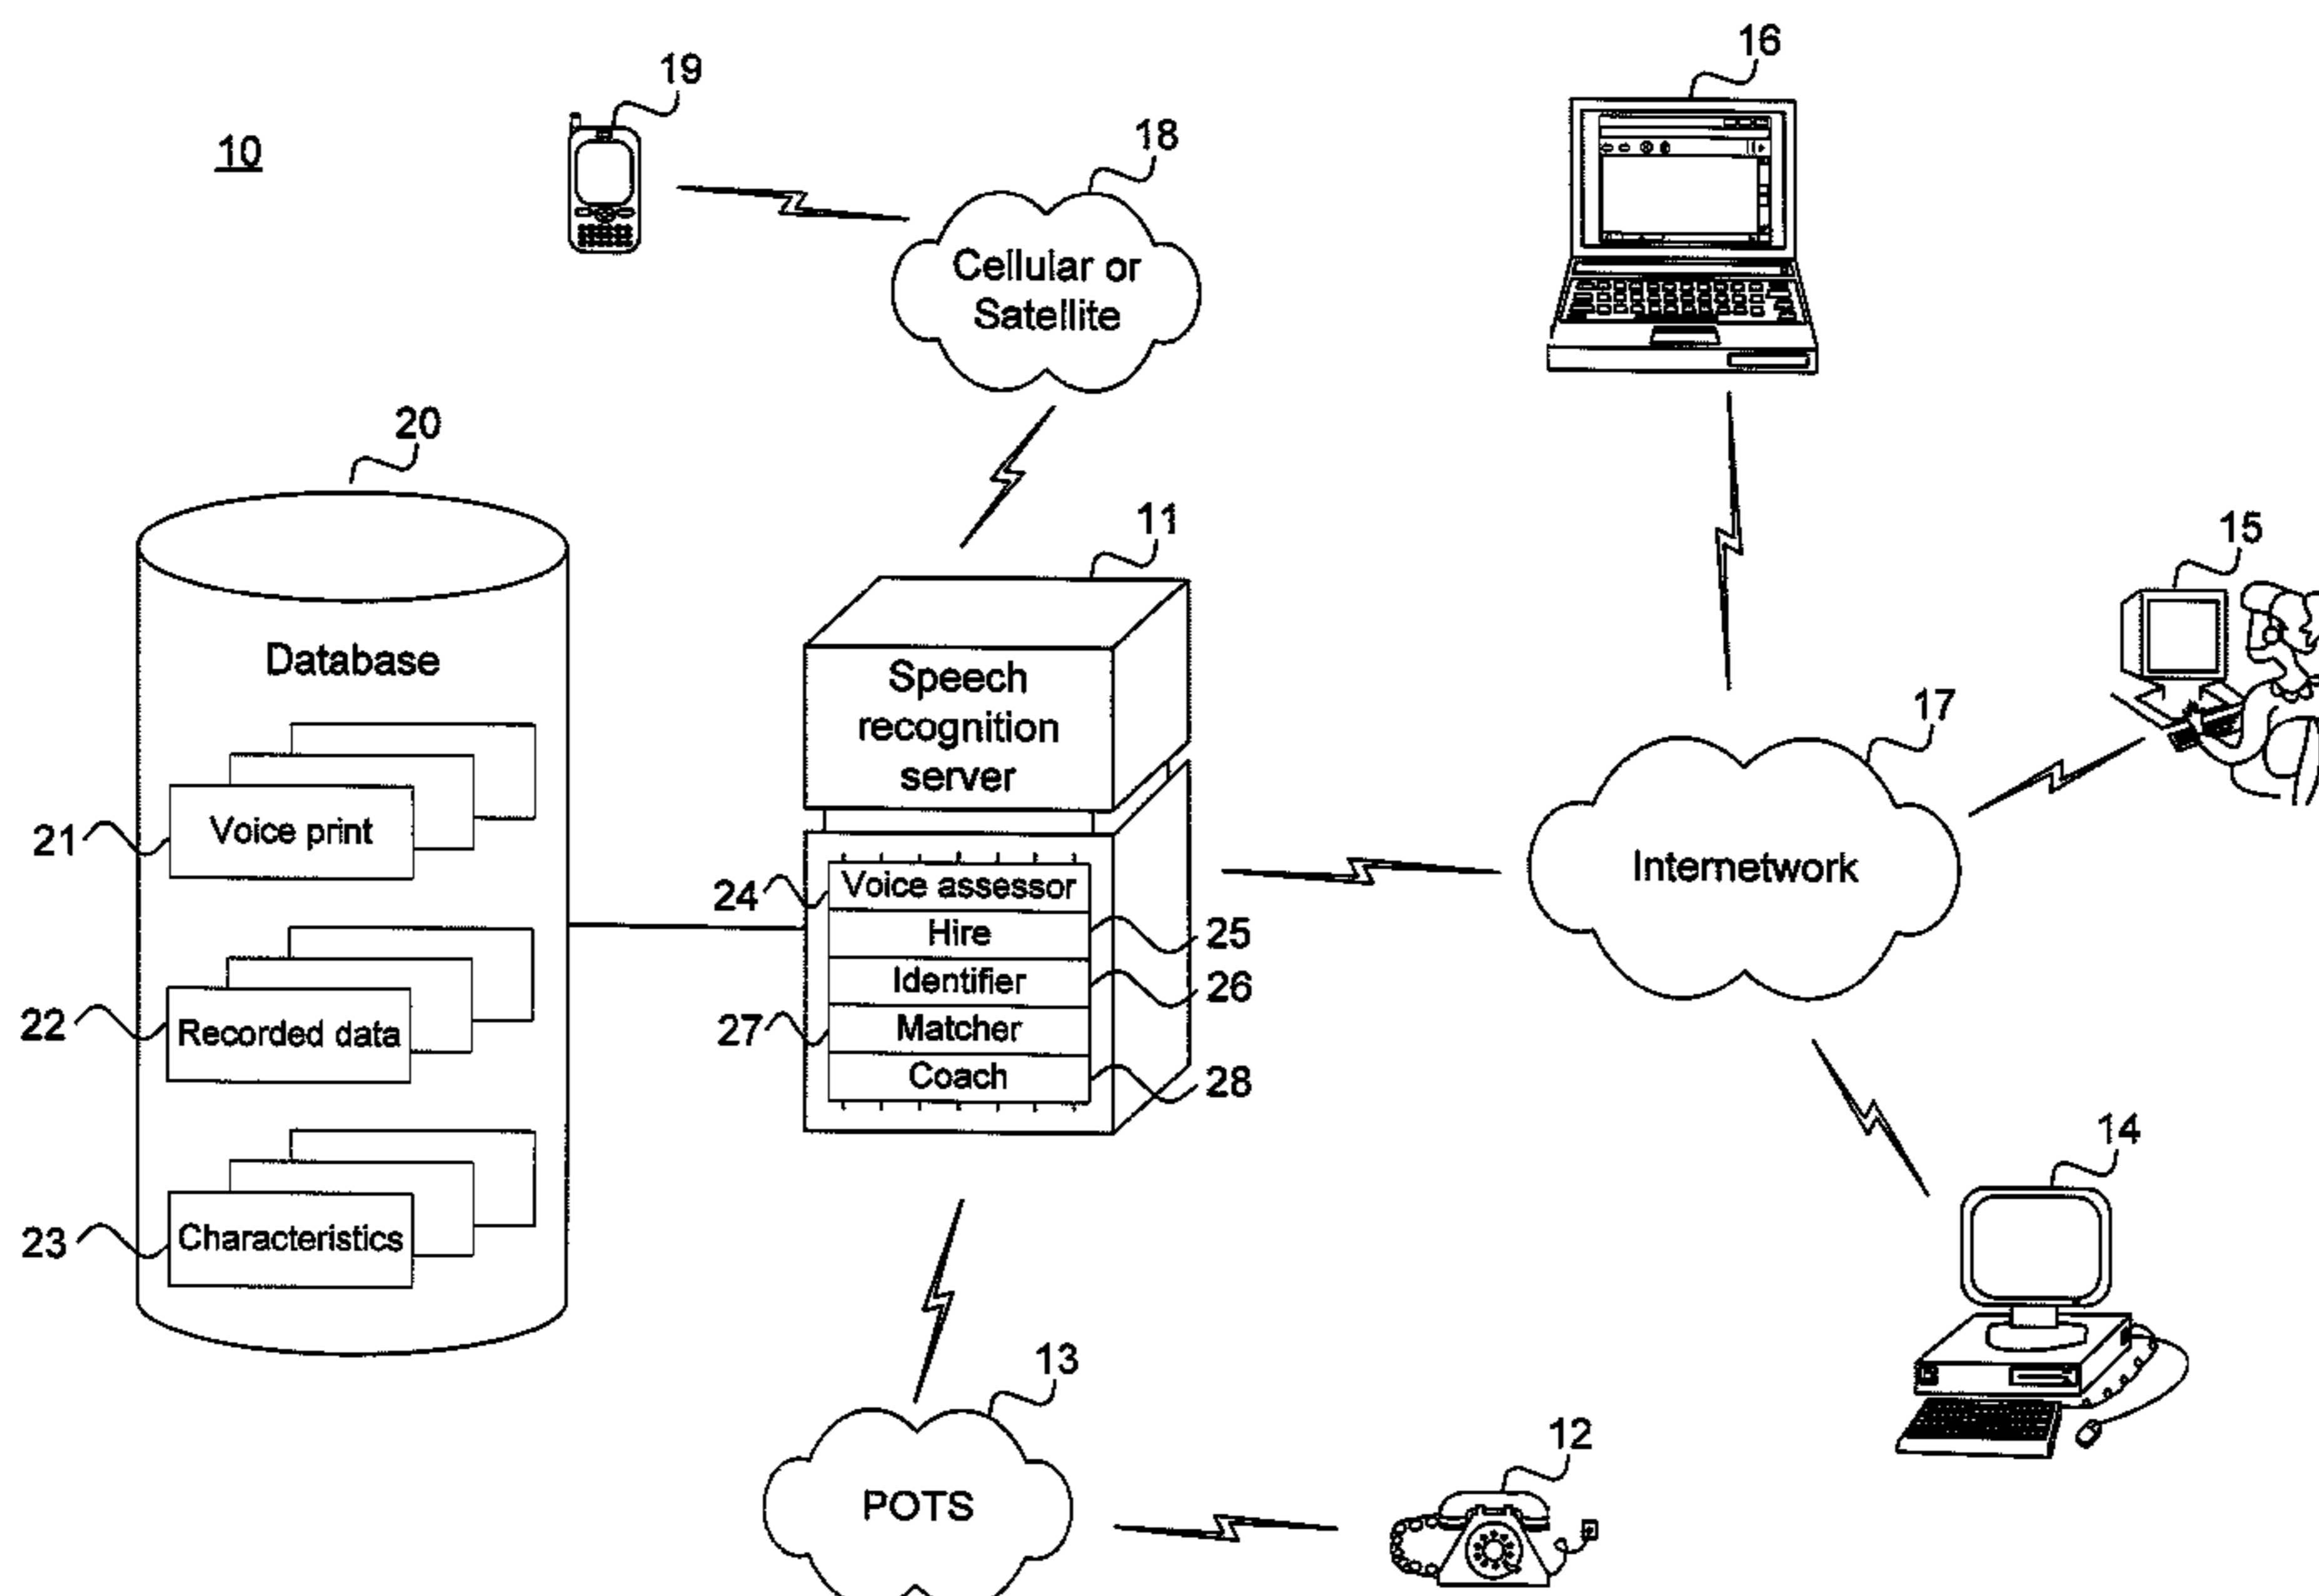 16
19
10
18
Cellular or
Satellite
20
11
15
Database
Speech
recognition
server
17
21
Voice print
24
Voice assessor
Internetwork
Hire
25
Identifier
26
22
Recorded data
27
Matcher
Coach
28
14
23
Characteristics
13
12
POTS